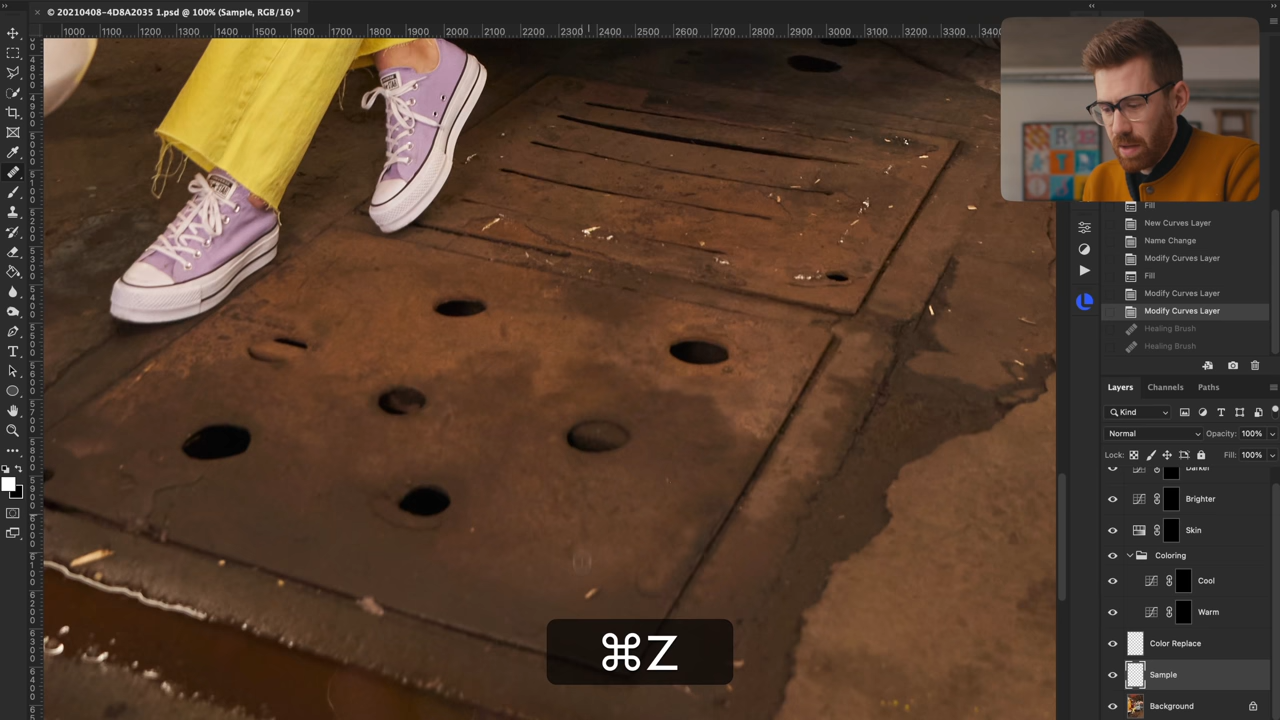 © 20210408-4D8A2035 1.psd @ 100% (Sample, RGB/16) *
1000 1100 1200 1300 1400 1500 1600 1700 1800 1900 2000 2100 2200 2300 2400 2500 2600 2700 2800 2900 3000 3100 3200 3300 3400
Fill
New Curves Layer
Name Change
Modify Curves Layer
Fill
Modify Curves Layer
Modify Curves Layer
Healing Brush
Healing Brush
Layers Channels Paths
Kind
Normal Opacity: 100%
Lock: Fill: 100%
Darker
Brighter
Skin
Coloring
Cool
Warm
Color Replace
Sample
Background
⌘Z